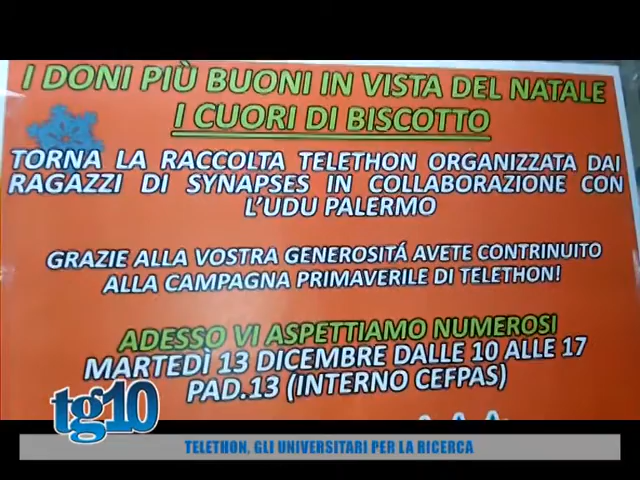 I DONI PIÙ BUONI IN VISTA DEL NATALE
I CUORI DI BISCOTTO
TORNA LA RACCOLTA TELETHON ORGANIZZATA DAI
RAGAZZI DI SYNAPSES IN COLLABORAZIONE CON
L'UDU PALERMO
GRAZIE ALLA VOSTRA GENEROSITÁ AVETE CONTRINUITO
ALLA CAMPAGNA PRIMAVERILE DI TELETHON!
ADESSO VI ASPETTIAMO NUMEROSI
MARTEDÌ 13 DICEMBRE DALLE 10 ALLE 17
PAD.13 (INTERNO CEFPAS)
tg10
TELETHON, GLI UNIVERSITARI PER LA RICERCA